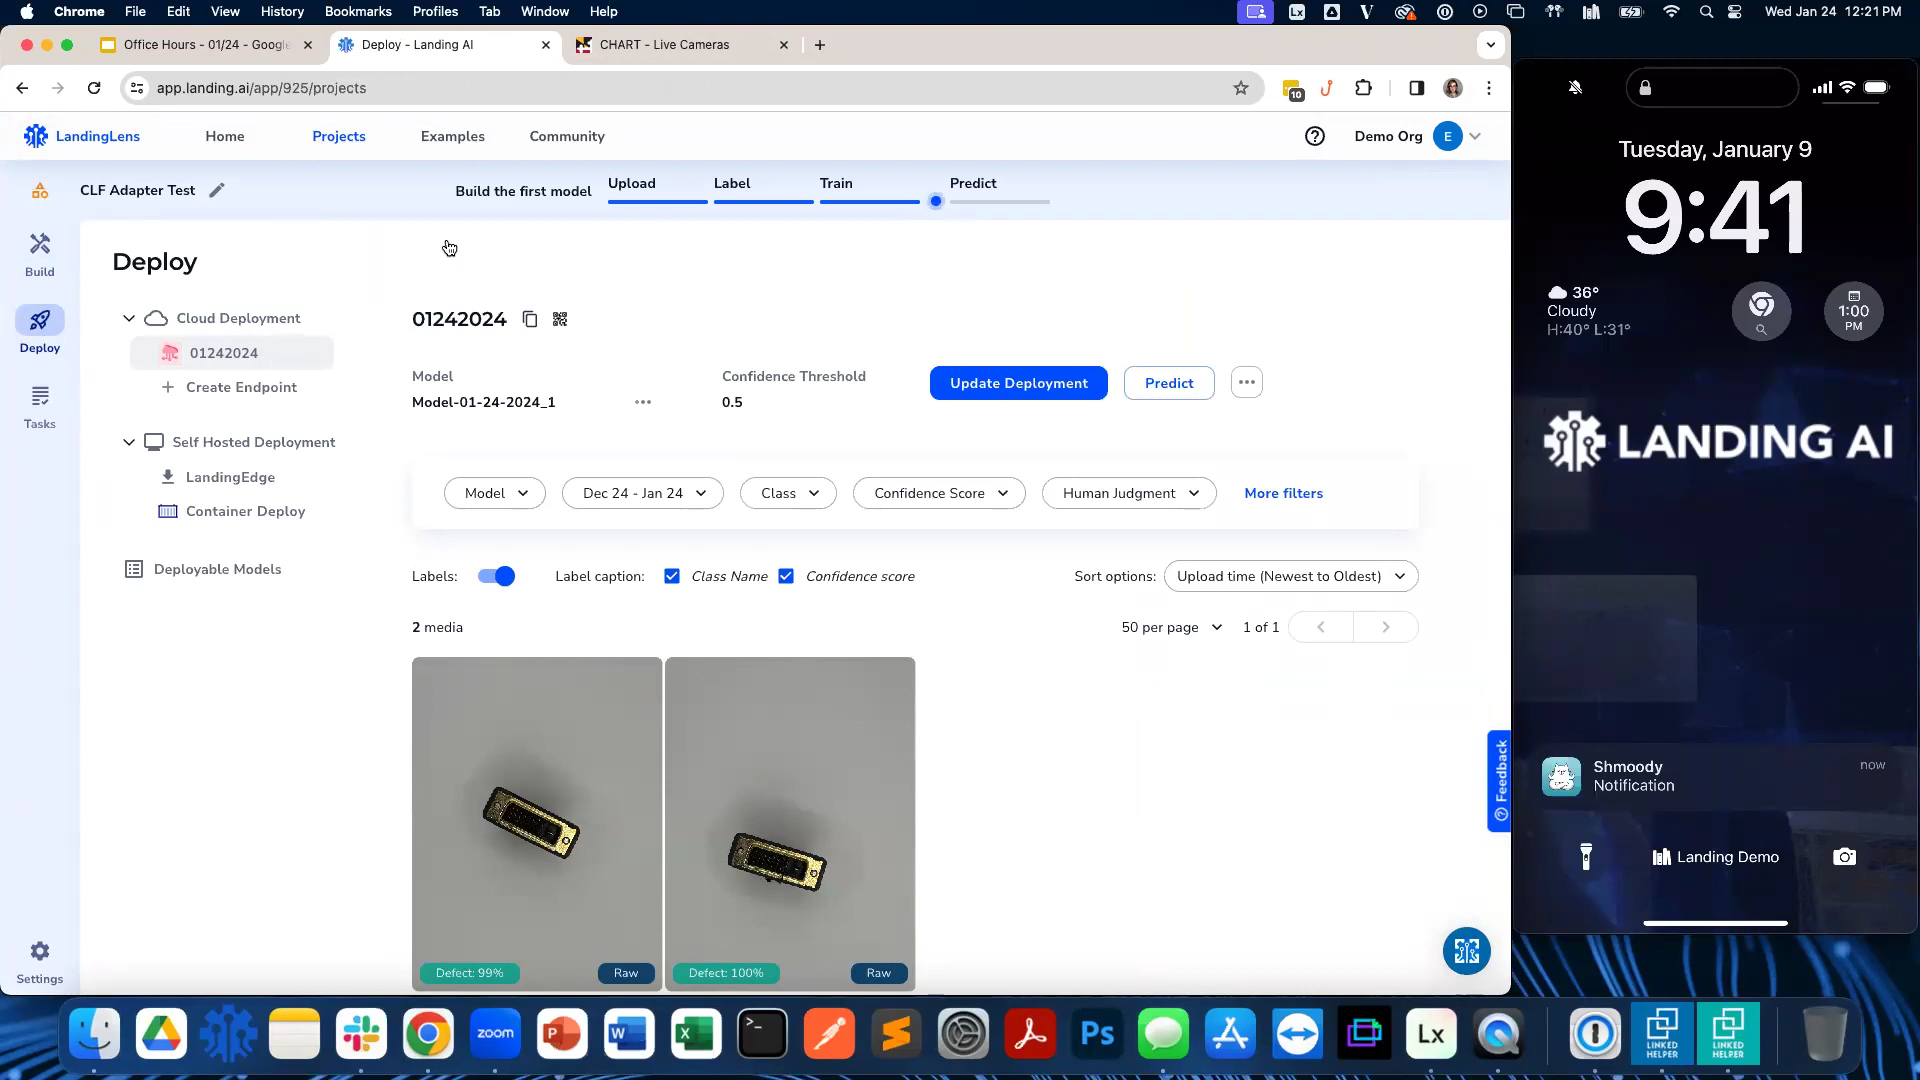 Chrome File Edit View History Bookmarks Profiles Tab Window Help
Wed Jan 24 12:21 PM
Office Hours - 01/24 - Google
Deploy - Landing AI
CHART - Live Cameras
app.landing.ai/app/925/projects
10
LandingLens
Home
Projects
Examples
Community
Demo Org
E
CLF Adapter Test
Build the first model
Upload
Label
Train
Predict
Build
Deploy
Tasks
Settings
Deploy
Cloud Deployment
01242024
Create Endpoint
Self Hosted Deployment
LandingEdge
Container Deploy
Deployable Models
01242024
Model
Model-01-24-2024_1
Confidence Threshold
0.5
Update Deployment
Predict
Model
Dec 24 - Jan 24
Class
Confidence Score
Human Judgment
More filters
Labels:
Label caption:
Class Name
Confidence score
Sort options:
Upload time (Newest to Oldest)
2 media
50 per page
1 of 1
Defect: 99%
Raw
Defect: 100%
Raw
Feedback
Tuesday, January 9
9:41
36°
Cloudy
H:40° L:31°
1:00
PM
LANDING AI
Shmoody
now
Notification
Landing Demo
zoom
P
W
X
Ps
Lx
LINKED
HELPER
LINKED
HELPER